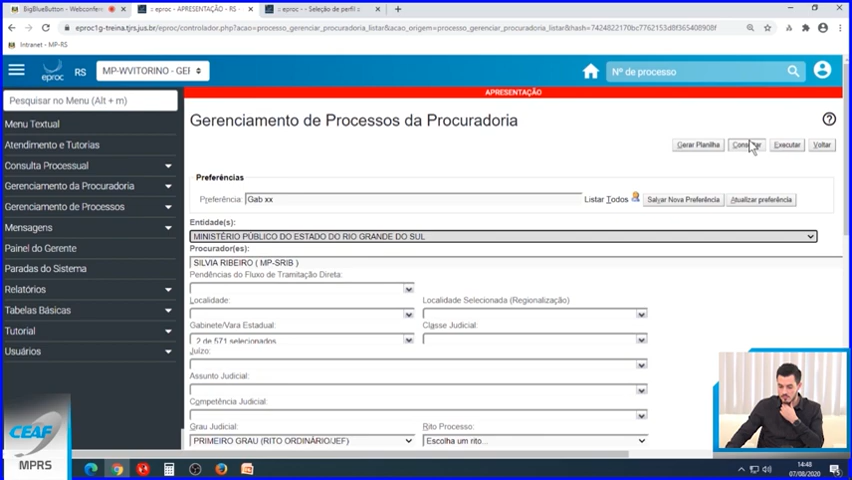 BigBlueButton - Webconferê
:: eproc - APRESENTAÇÃO - RS
:: eproc - - Seleção de perfil ::
eproc1g-treina.tjrs.jus.br/eproc/controlador.php?acao=processo_gerenciar_procuradoria_listar&acao_origem=processo_gerenciar_procuradoria_listar&hash=7424822170bc7762153d8f365408908f
Intranet - MP-RS
eproc
RS
MP-WVITORINO - GEF
Nº de processo
Pesquisar no Menu (Alt + m)
APRESENTAÇÃO
Menu Textual
Atendimento e Tutorias
Consulta Processual
Gerenciamento da Procuradoria
Gerenciamento de Processos
Mensagens
Painel do Gerente
Paradas do Sistema
Relatórios
Tabelas Básicas
Tutorial
Usuários
Gerenciamento de Processos da Procuradoria
Gerar Planilha
Executar
Voltar
Preferências
Preferência:
Gab xx
Listar Todos
Salvar Nova Preferência
Atualizar preferência
Entidade(s):
MINISTÉRIO PÚBLICO DO ESTADO DO RIO GRANDE DO SUL
Procurador(es):
SILVIA RIBEIRO ( MP-SRIB )
Pendências do Fluxo de Tramitação Direta:
Localidade:
Localidade Selecionada (Regionalização)
Gabinete/Vara Estadual:
Classe Judicial:
2 de 571 selecionados
Juízo:
Assunto Judicial:
Competência Judicial:
Grau Judicial:
Rito Processo:
PRIMEIRO GRAU (RITO ORDINÁRIO/JEF)
Escolha um rito...
CEAF
MPRS
14:48
07/08/2020